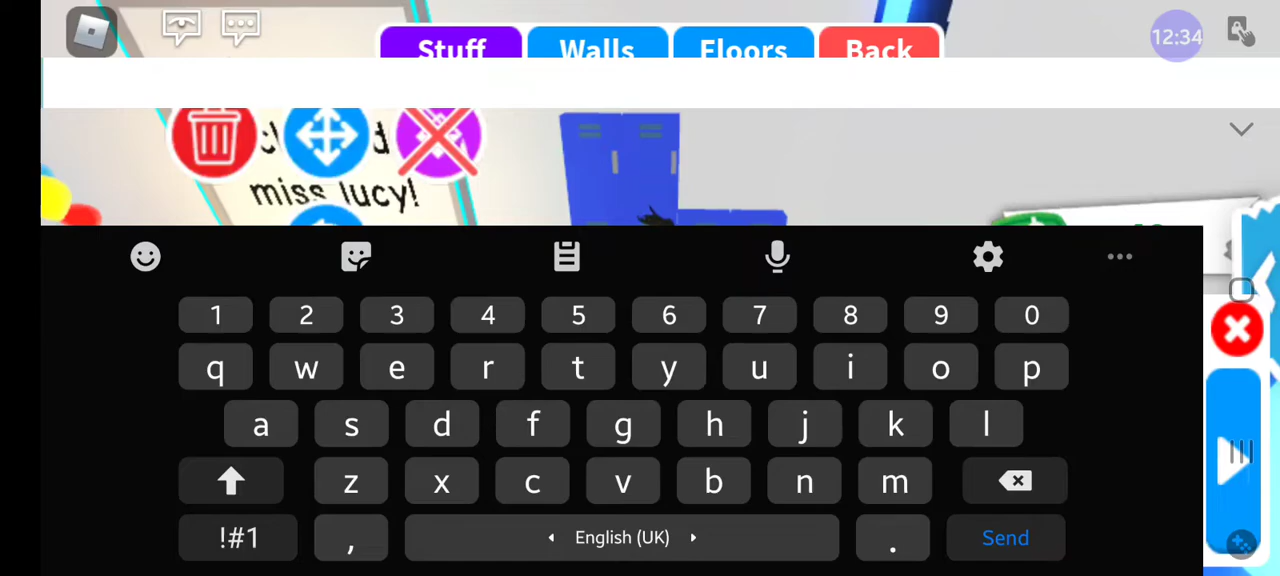 12:34
Stuff Walls Floors Back
miss lucy!
1 2 3 4 5 6 7 8 9 0
q w e r t y u i o p
a s d f g h j k l
z x c v b n m
!#1 , English (UK) . Send